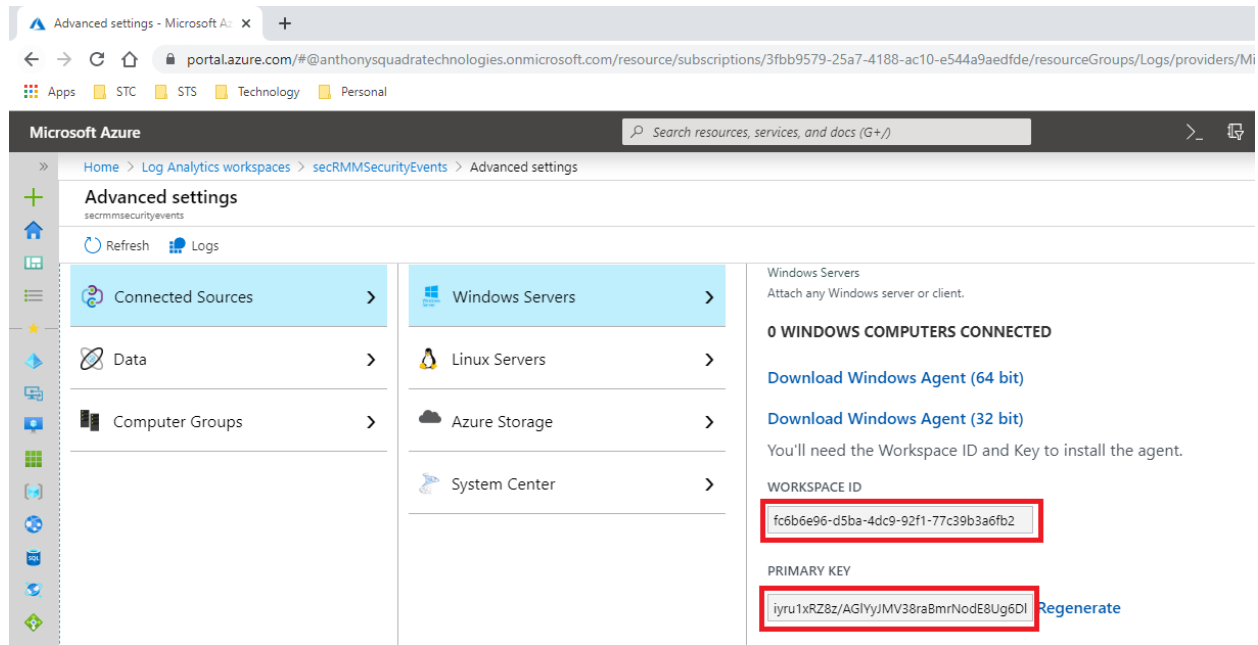 Advanced settings - Microsoft A
portal.azure.com/#@anthonysquadratechnologies.onmicrosoft.com/resource/subscriptions/3fbb9579-25a7-4188-ac10-e544a9aedfde/resourceGroups/Logs/providers/Mi
Apps STC STS Technology Personal
Microsoft Azure
Search resources, services, and docs (G+/)
Home > Log Analytics workspaces > secRMMSecurityEvents > Advanced settings
Advanced settings
secrmmsecurityevents
Refresh Logs
Connected Sources
Data
Computer Groups
Windows Servers
Linux Servers
Azure Storage
System Center
Windows Servers
Attach any Windows server or client.
0 WINDOWS COMPUTERS CONNECTED
Download Windows Agent (64 bit)
Download Windows Agent (32 bit)
You'll need the Workspace ID and Key to install the agent.
WORKSPACE ID
fc6b6e96-d5ba-4dc9-92f1-77c39b3a6fb2
PRIMARY KEY
iyru1xRZ8z/AGlYyJMV38raBmrNodE8Ug6Dl
Regenerate